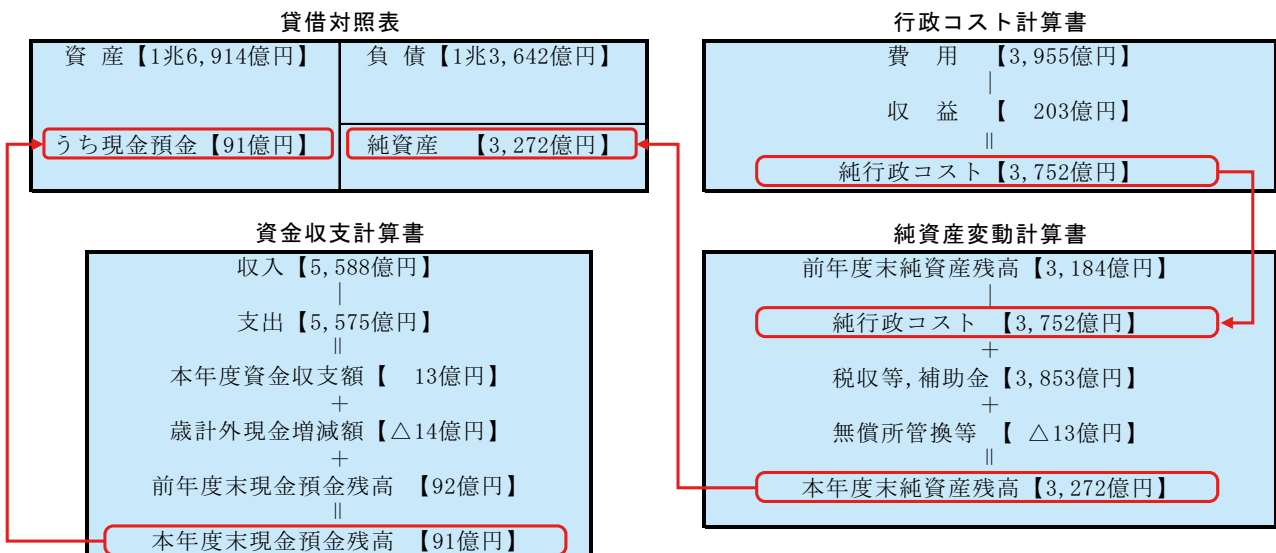 貸借対照表
資 産【1兆6,914億円】
負 債【1兆3,642億円】
うち現金預金【91億円】
純資産 【3,272億円】
行政コスト計算書
費 用 【3,955億円】
|
収 益 【 203億円】
||
純行政コスト【3,752億円】
資金収支計算書
収入【5,588億円】
|
支出【5,575億円】
||
本年度資金収支額【 13億円】
+
歳計外現金増減額【△14億円】
+
前年度末現金預金残高 【92億円】
||
本年度末現金預金残高 【91億円】
純資産変動計算書
前年度末純資産残高【3,184億円】
|
純行政コスト 【3,752億円】
+
税収等,補助金【3,853億円】
+
無償所管換等 【 △13億円】
||
本年度末純資産残高【3,272億円】